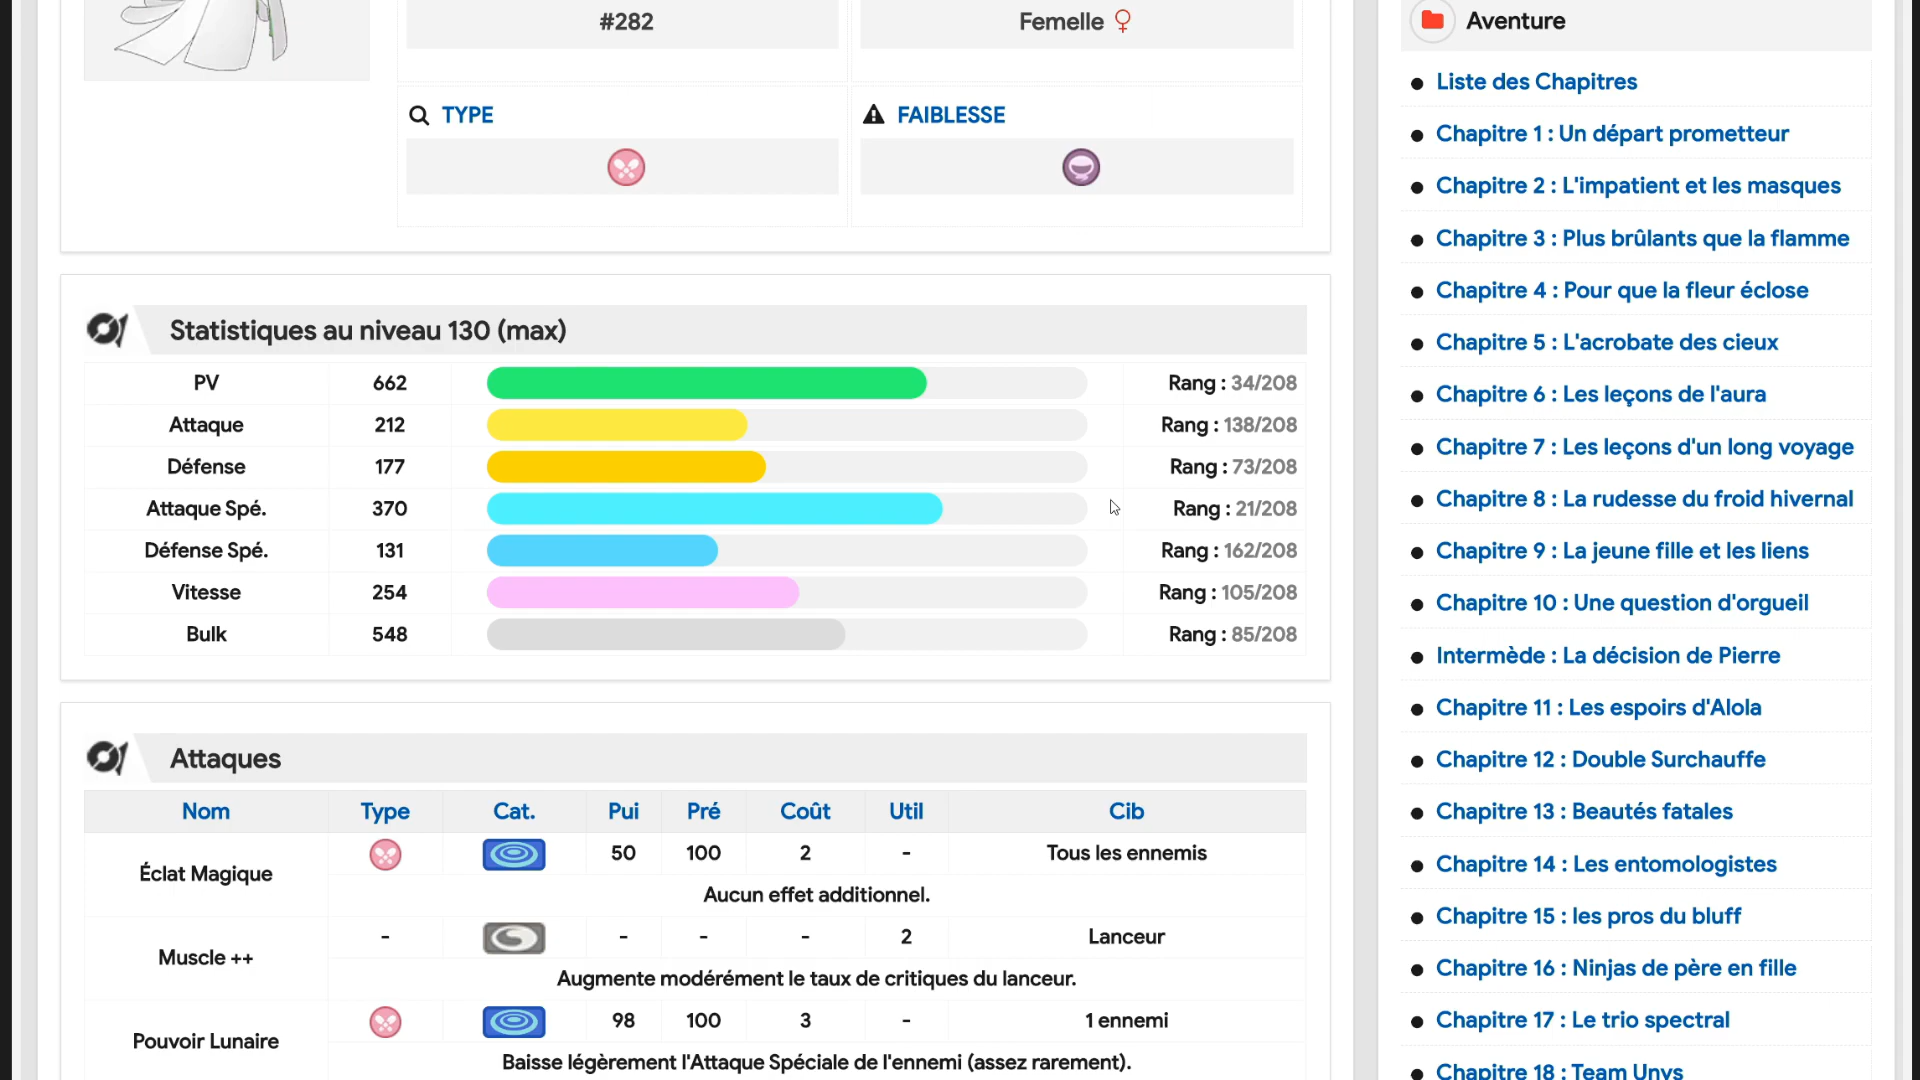 #282
Femelle ♀
TYPE
FAIBLESSE
Statistiques au niveau 130 (max)
PV 662 Rang : 34/208
Attaque 212 Rang : 138/208
Défense 177 Rang : 73/208
Attaque Spé. 370 Rang : 21/208
Défense Spé. 131 Rang : 162/208
Vitesse 254 Rang : 105/208
Bulk 548 Rang : 85/208
Attaques
Nom Type Cat. Pui Pré Coût Util Cib
Éclat Magique 50 100 2 - Tous les ennemis
Aucun effet additionnel.
Muscle ++ - - - - 2 Lanceur
Augmente modérément le taux de critiques du lanceur.
Pouvoir Lunaire 98 100 3 - 1 ennemi
Baisse légèrement l'Attaque Spéciale de l'ennemi (assez rarement).
Aventure
Liste des Chapitres
Chapitre 1 : Un départ prometteur
Chapitre 2 : L'impatient et les masques
Chapitre 3 : Plus brûlants que la flamme
Chapitre 4 : Pour que la fleur éclose
Chapitre 5 : L'acrobate des cieux
Chapitre 6 : Les leçons de l'aura
Chapitre 7 : Les leçons d'un long voyage
Chapitre 8 : La rudesse du froid hivernal
Chapitre 9 : La jeune fille et les liens
Chapitre 10 : Une question d'orgueil
Intermède : La décision de Pierre
Chapitre 11 : Les espoirs d'Alola
Chapitre 12 : Double Surchauffe
Chapitre 13 : Beautés fatales
Chapitre 14 : Les entomologistes
Chapitre 15 : les pros du bluff
Chapitre 16 : Ninjas de père en fille
Chapitre 17 : Le trio spectral
Chapitre 18 : Team Unys